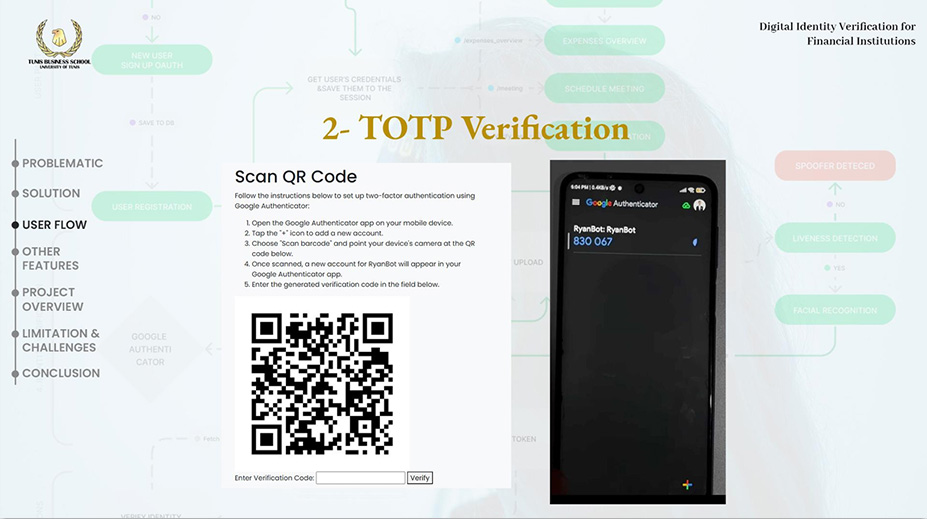 TUNIS BUSINESS SCHOOL
UNIVERSITY OF TUNIS
Digital Identity Verification for
Financial Institutions
NO
NEW USER
SIGN UP OAUTH
SAVE TO DB
USER REGISTRATION
GET USER'S CREDENTIALS
&SAVE THEM TO THE
SESSION
/expenses_overview
EXPENSES OVERVIEW
/meeting
SCHEDULE MEETING
2- TOTP Verification
PROBLEMATIC
SOLUTION
USER FLOW
OTHER
FEATURES
PROJECT
OVERVIEW
LIMITATION &
CHALLENGES
CONCLUSION
Scan QR Code
Follow the instructions below to set up two-factor authentication using
Google Authenticator:
1. Open the Google Authenticator app on your mobile device.
2. Tap the "+" icon to add a new account.
3. Choose "Scan barcode" and point your device's camera at the QR
code below.
4. Once scanned, a new account for RyanBot will appear in your
Google Authenticator app.
5. Enter the generated verification code in the field below.
Enter Verification Code:
Verify
Google Authenticator
RyanBot: RyanBot
830 067
UPLOAD
TOKEN
SPOOFER DETECED
NO
LIVENESS DETECTION
YES
FACIAL RECOGNITION
GOOGLE
AUTHENTI
CATOR
Fetch
VERIFY IDENTITY